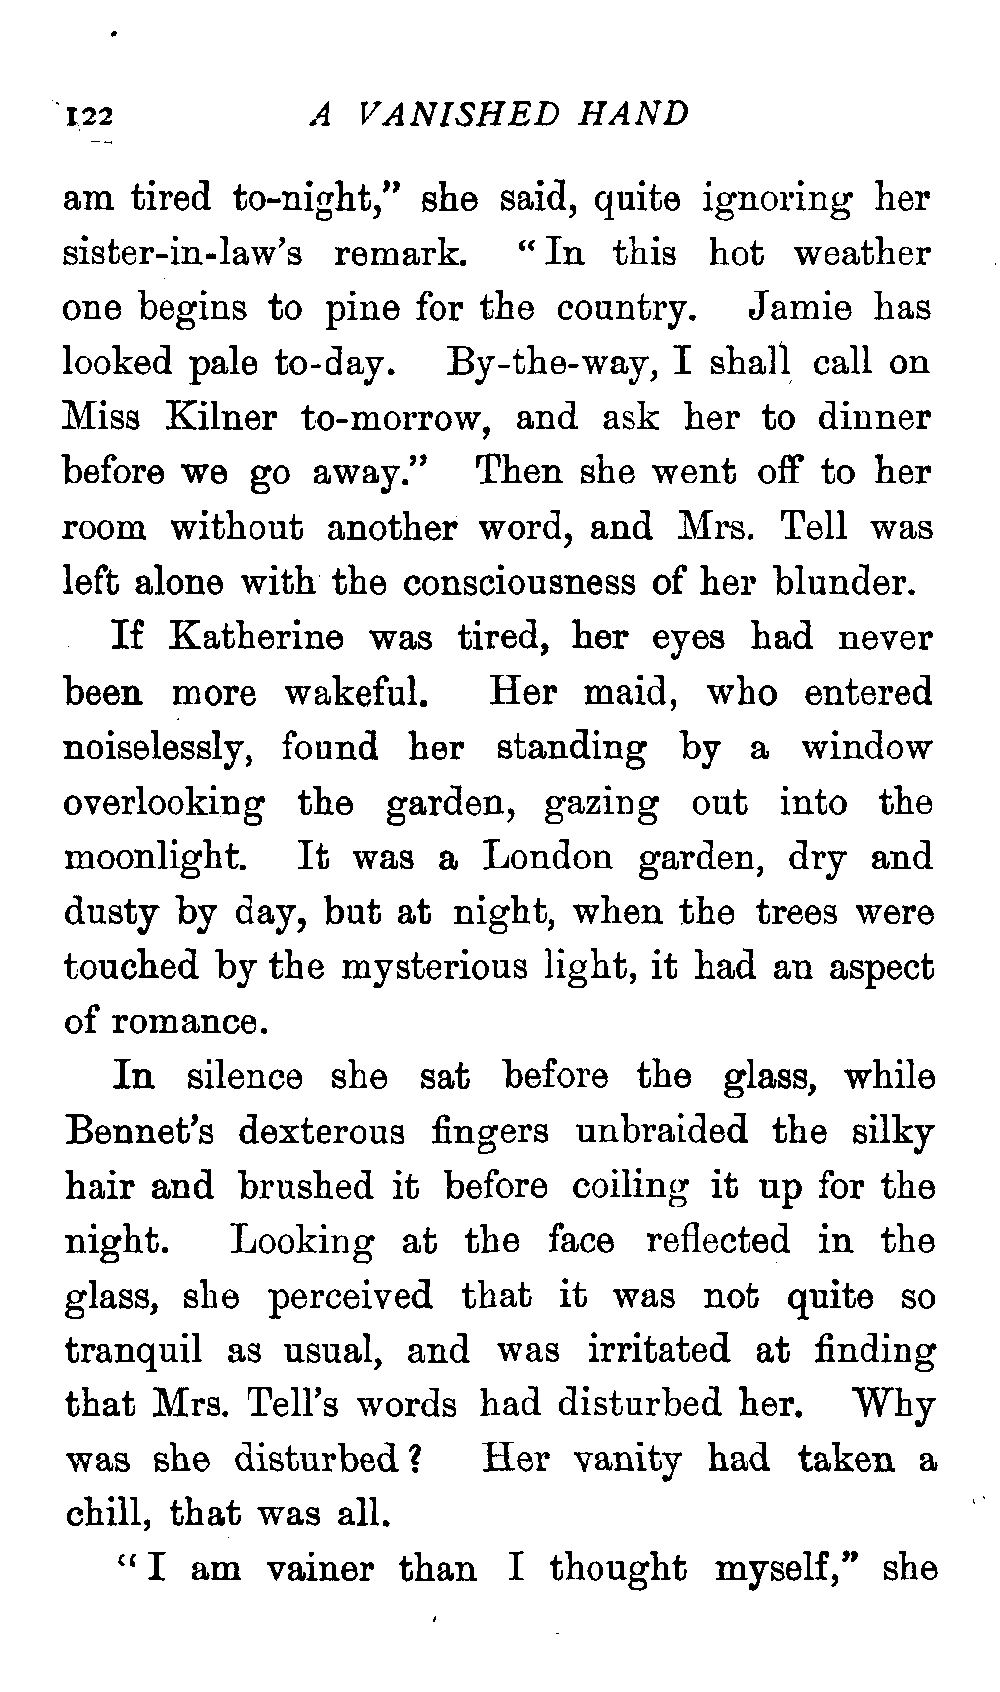 122 A VANISHED HAND
am tired to-night,” she said, quite ignoring her
sister-in-law’s remark. “In this hot weather
one begins to pine for the country. Jamie has
looked pale to-day. By-the-way, I shall call on
Miss Kilner to-morrow, and ask her to dinner
before we go away.” Then she went off to her
room without another word, and Mrs. Tell was
left alone with the consciousness of her blunder.
If Katherine was tired, her eyes had never
been more wakeful. Her maid, who entered
noiselessly, found her standing by a window
overlooking the garden, gazing out into the
moonlight. It was a London garden, dry and
dusty by day, but at night, when the trees were
touched by the mysterious light, it had an aspect
of romance.
In silence she sat before the glass, while
Bennet’s dexterous fingers unbraided the silky
hair and brushed it before coiling it up for the
night. Looking at the face reflected in the
glass, she perceived that it was not quite so
tranquil as usual, and was irritated at finding
that Mrs. Tell’s words had disturbed her. Why
was she disturbed? Her vanity had taken a
chill, that was all.
“I am vainer than I thought myself,” she